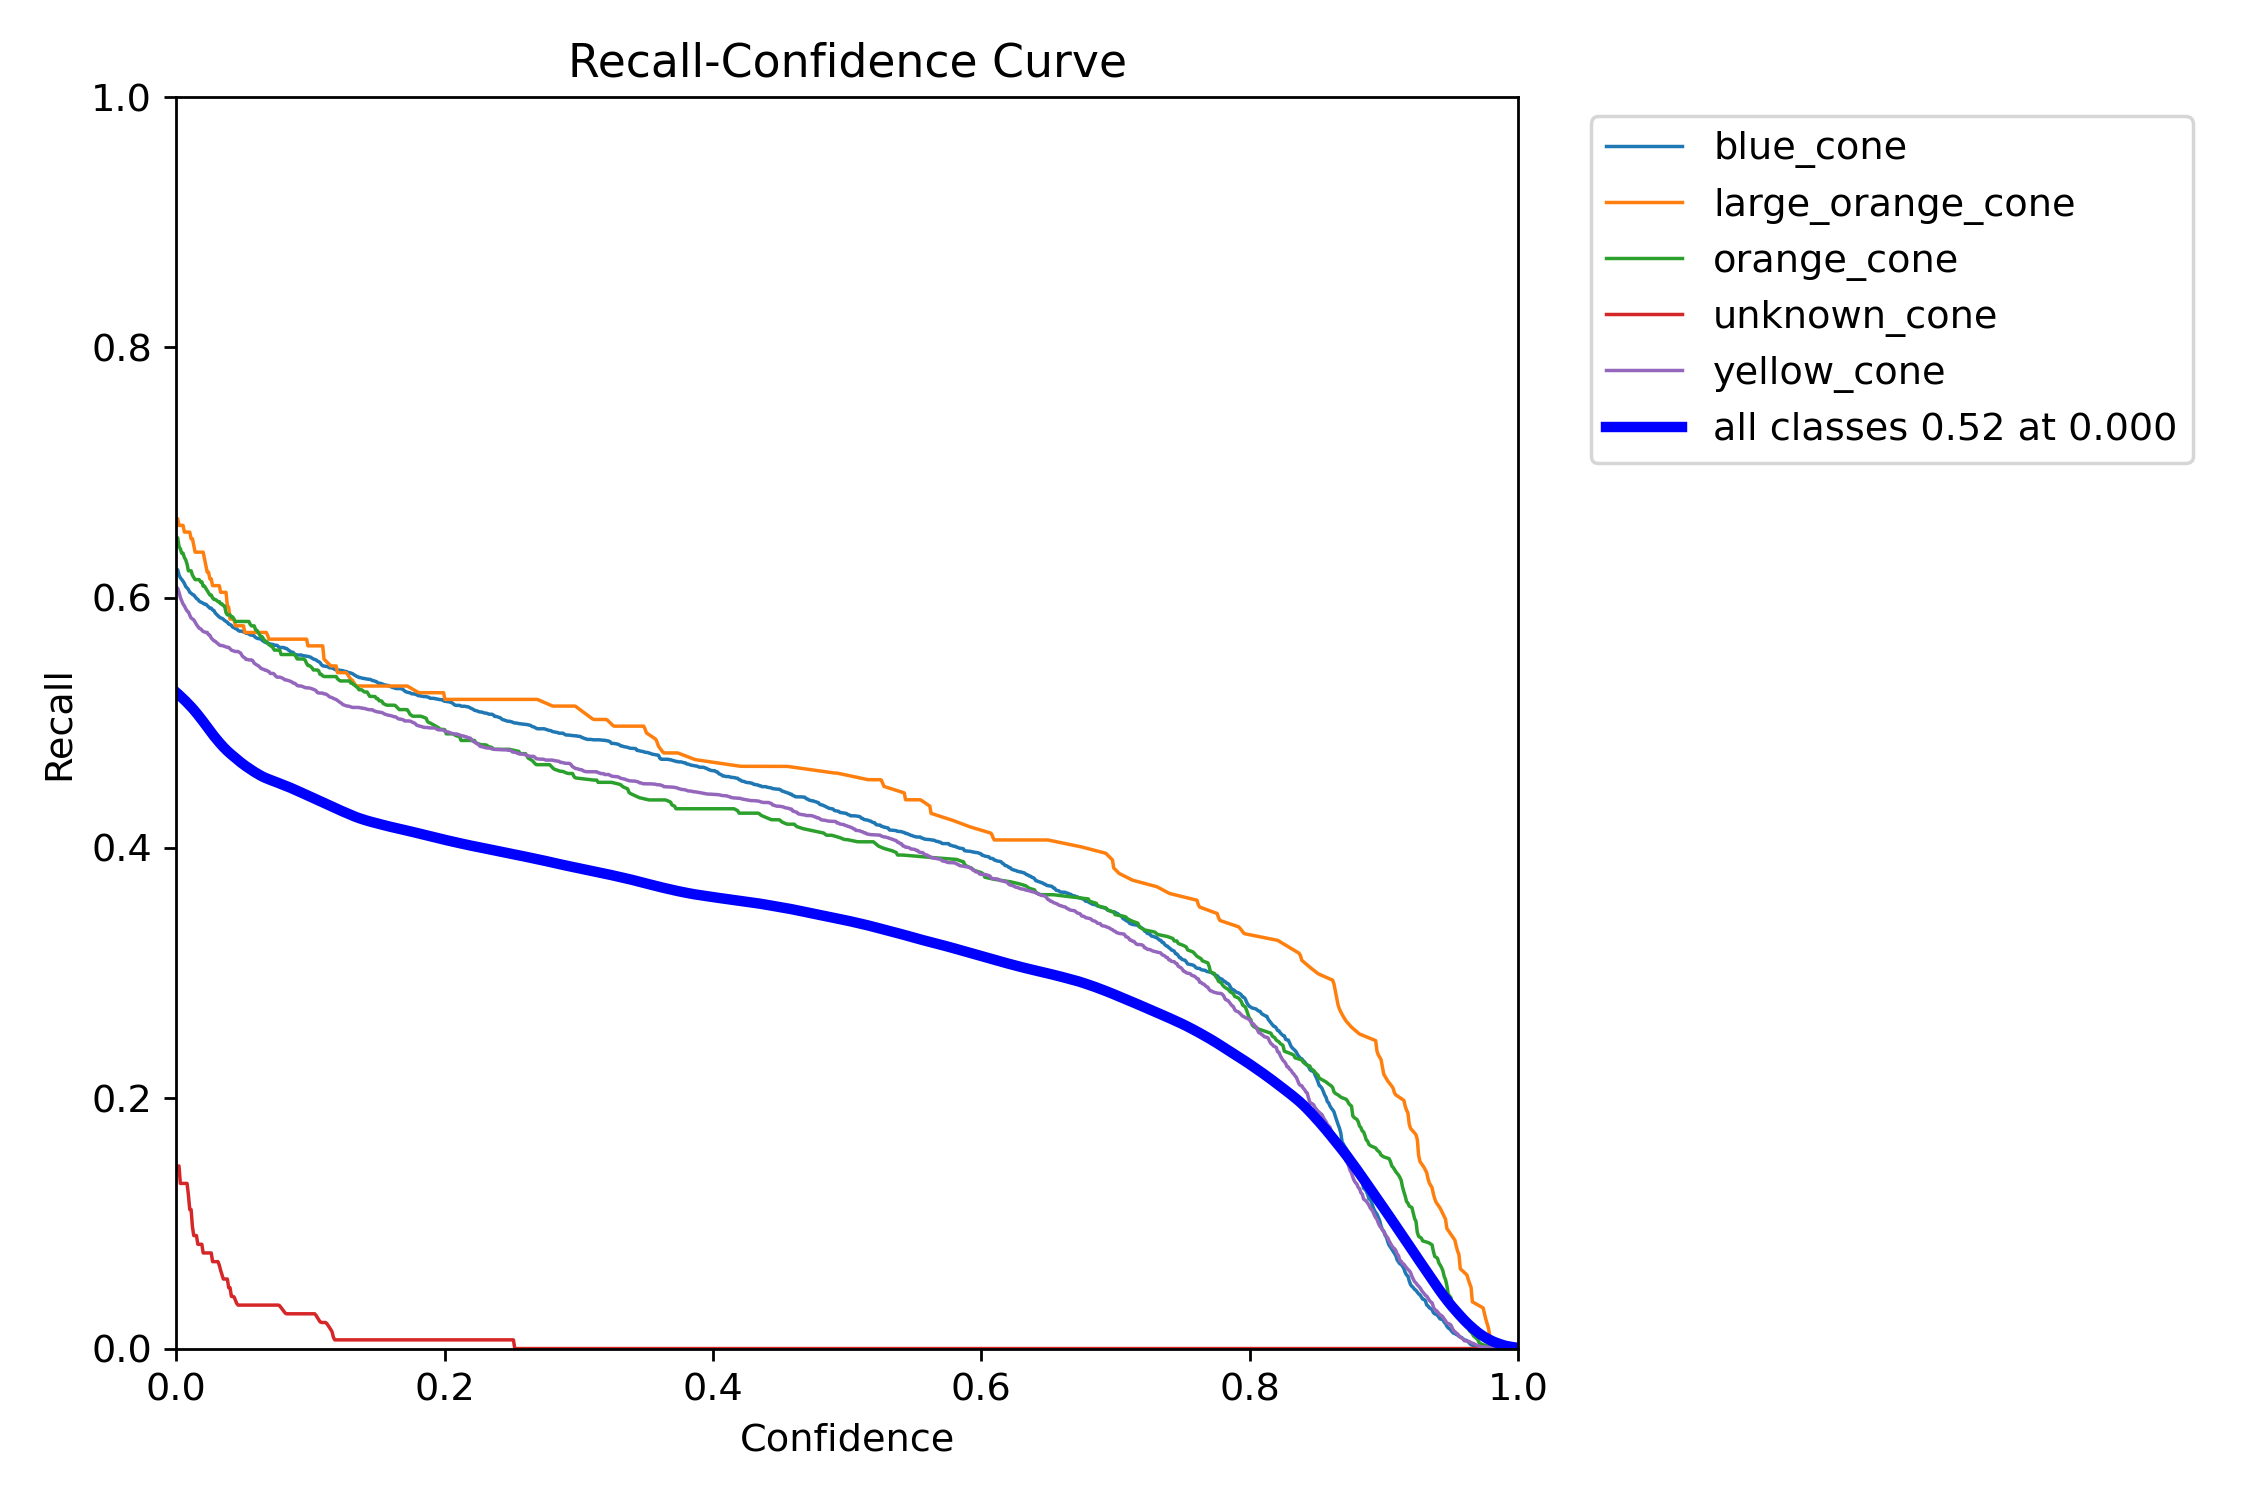 Recall-Confidence Curve
1.0
0.8
0.6
0.4
0.2
0.0
Recall
0.0 0.2 0.4 0.6 0.8 1.0
Confidence
blue_cone
large_orange_cone
orange_cone
unknown_cone
yellow_cone
all classes 0.52 at 0.000